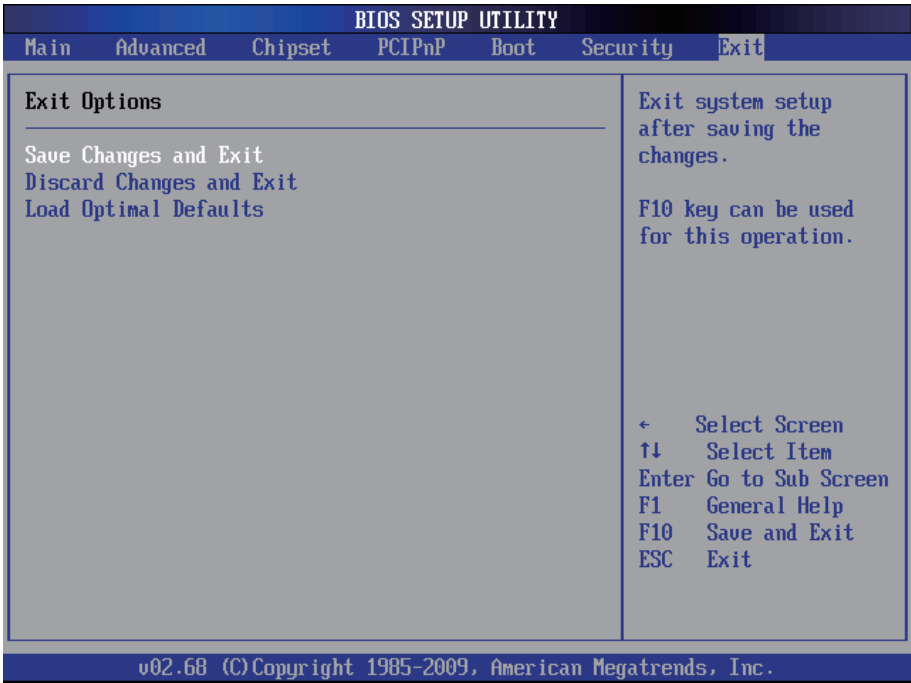 BIOS SETUP UTILITY
Main Advanced Chipset PCIPnP Boot Security Exit
Exit Options
Save Changes and Exit
Discard Changes and Exit
Load Optimal Defaults
Exit system setup
after saving the
changes.
F10 key can be used
for this operation.
← Select Screen
↑↓ Select Item
Enter Go to Sub Screen
F1 General Help
F10 Save and Exit
ESC Exit
v02.68 (C)Copyright 1985-2009, American Megatrends, Inc.